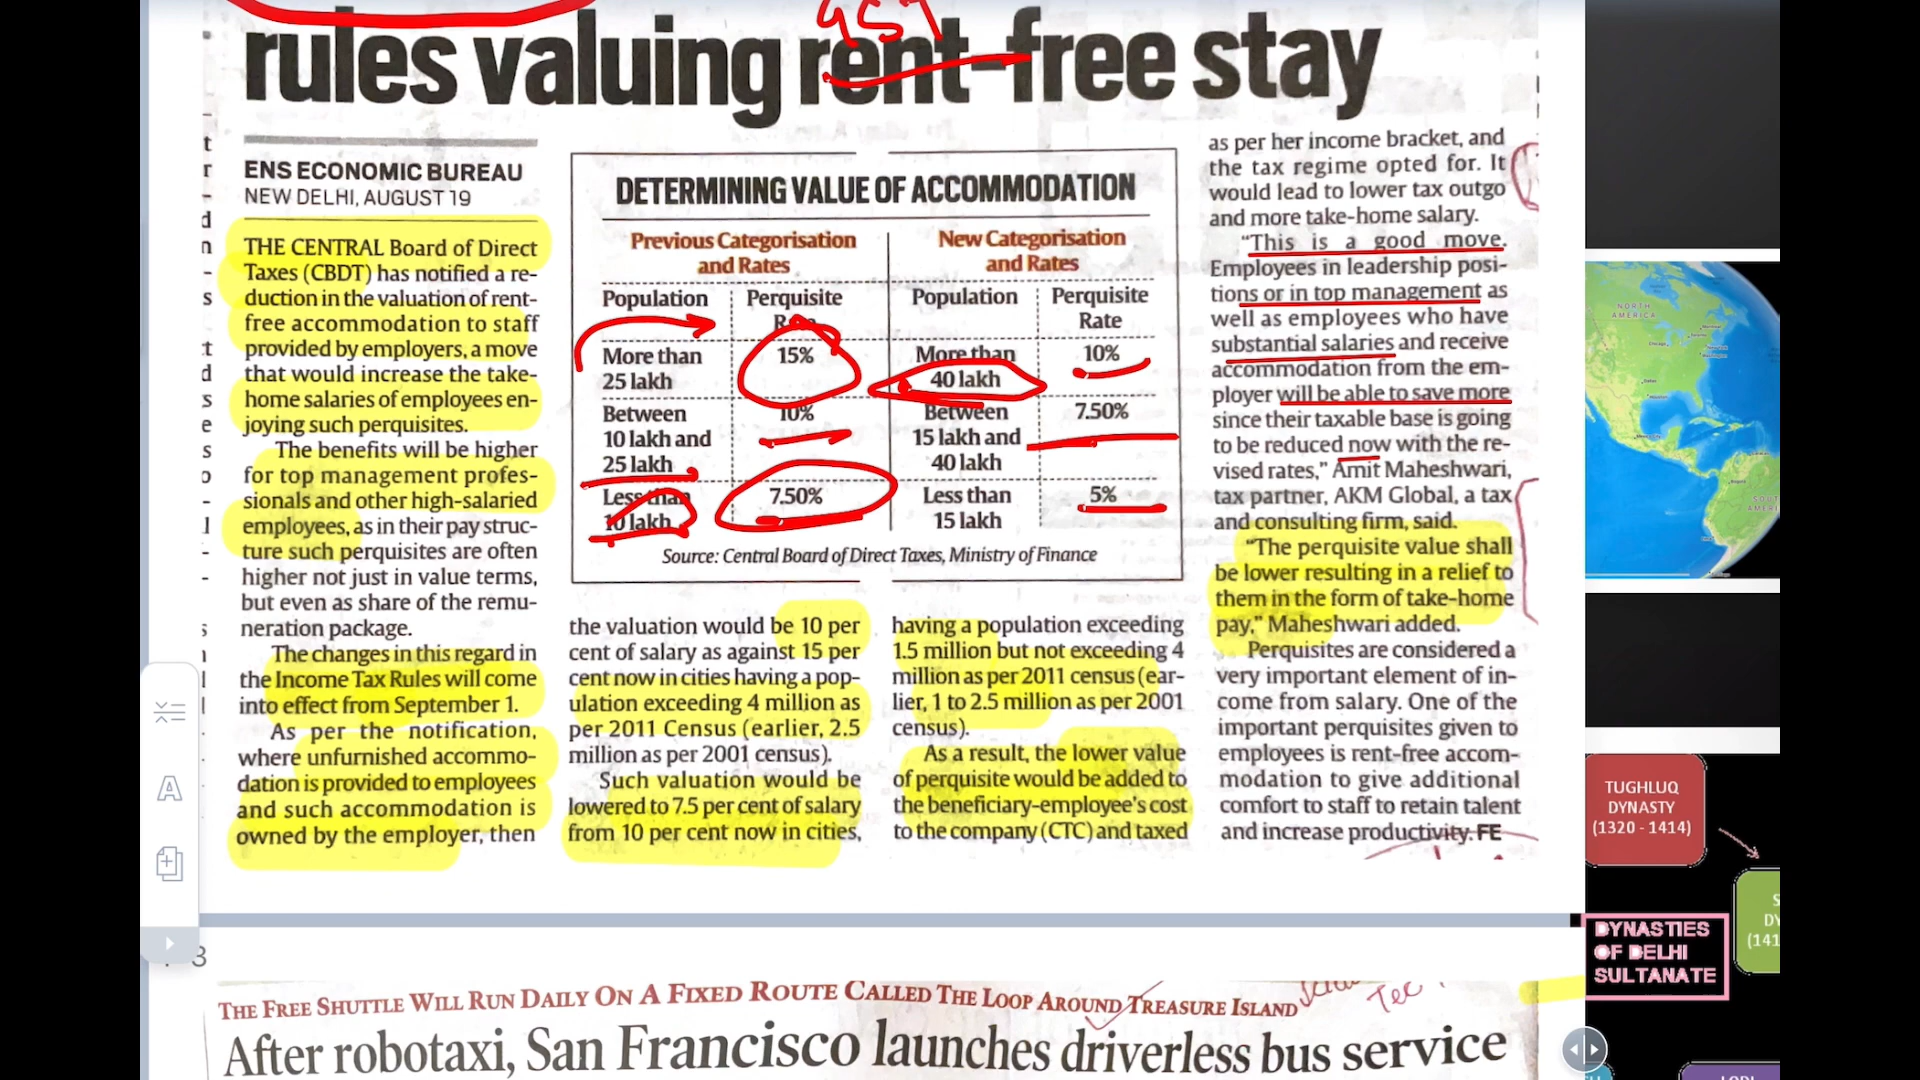 rules valuing rent-free stay
ENS ECONOMIC BUREAU
NEW DELHI, AUGUST 19
THE CENTRAL Board of Direct
Taxes (CBDT) has notified a re-
duction in the valuation of rent-
free accommodation to staff
provided by employers, a move
that would increase the take-
home salaries of employees en-
joying such perquisites.
The benefits will be higher
for top management profes-
sionals and other high-salaried
employees, as in their pay struc-
ture such perquisites are often
higher not just in value terms,
but even as share of the remu-
neration package.
The changes in this regard in
the Income Tax Rules will come
into effect from September 1.
As per the notification,
where unfurnished accommo-
dation is provided to employees
and such accommodation is
owned by the employer, then
DETERMINING VALUE OF ACCOMMODATION
Previous Categorisation
and Rates
New Categorisation
and Rates
Population Perquisite
Population Perquisite
Rate
More than 15% More than 10%
25 lakh 40 lakh
Between 10% Between 7.50%
10 lakh and 15 lakh and
25 lakh 40 lakh
Less than 7.50% Less than 5%
10 lakh 15 lakh
Source: Central Board of Direct Taxes, Ministry of Finance
the valuation would be 10 per
cent of salary as against 15 per
cent now in cities having a pop-
ulation exceeding 4 million as
per 2011 Census (earlier, 2.5
million as per 2001 census).
Such valuation would be
lowered to 7.5 per cent of salary
from 10 per cent now in cities,
having a population exceeding
1.5 million but not exceeding 4
million as per 2011 census (ear-
lier, 1 to 2.5 million as per 2001
census).
As a result, the lower value
of perquisite would be added to
the beneficiary-employee's cost
to the company (CTC) and taxed
as per her income bracket, and
the tax regime opted for. It
would lead to lower tax outgo
and more take-home salary.
"This is a good move.
Employees in leadership posi-
tions or in top management as
well as employees who have
substantial salaries and receive
accommodation from the em-
ployer will be able to save more
since their taxable base is going
to be reduced now with the re-
vised rates," Amit Maheshwari,
tax partner, AKM Global, a tax
and consulting firm, said.
"The perquisite value shall
be lower resulting in a relief to
them in the form of take-home
pay," Maheshwari added.
Perquisites are considered a
very important element of in-
come from salary. One of the
important perquisites given to
employees is rent-free accom-
modation to give additional
comfort to staff to retain talent
and increase productivity. FE
THE FREE SHUTTLE WILL RUN DAILY ON A FIXED ROUTE CALLED THE LOOP AROUND TREASURE ISLAND
After robotaxi, San Francisco launches driverless bus service
NORTH
AMERICA
TUGHLUQ
DYNASTY
(1320 - 1414)
DYNASTIES
OF DELHI
SULTANATE